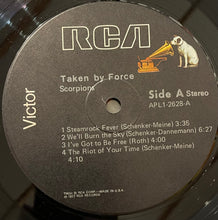 RCA
Victor
Taken by Force
Scorpions
Side A Stereo
APL1-2628-A
1 Steamrock Fever (Schenker-Meine) 3:35
2 We'll Burn the Sky (Schenker-Dannemann) 6:27
3 I've Got to Be Free (Roth) 4:00
4 The Riot of Your Time (Schenker-Meine)
4:10